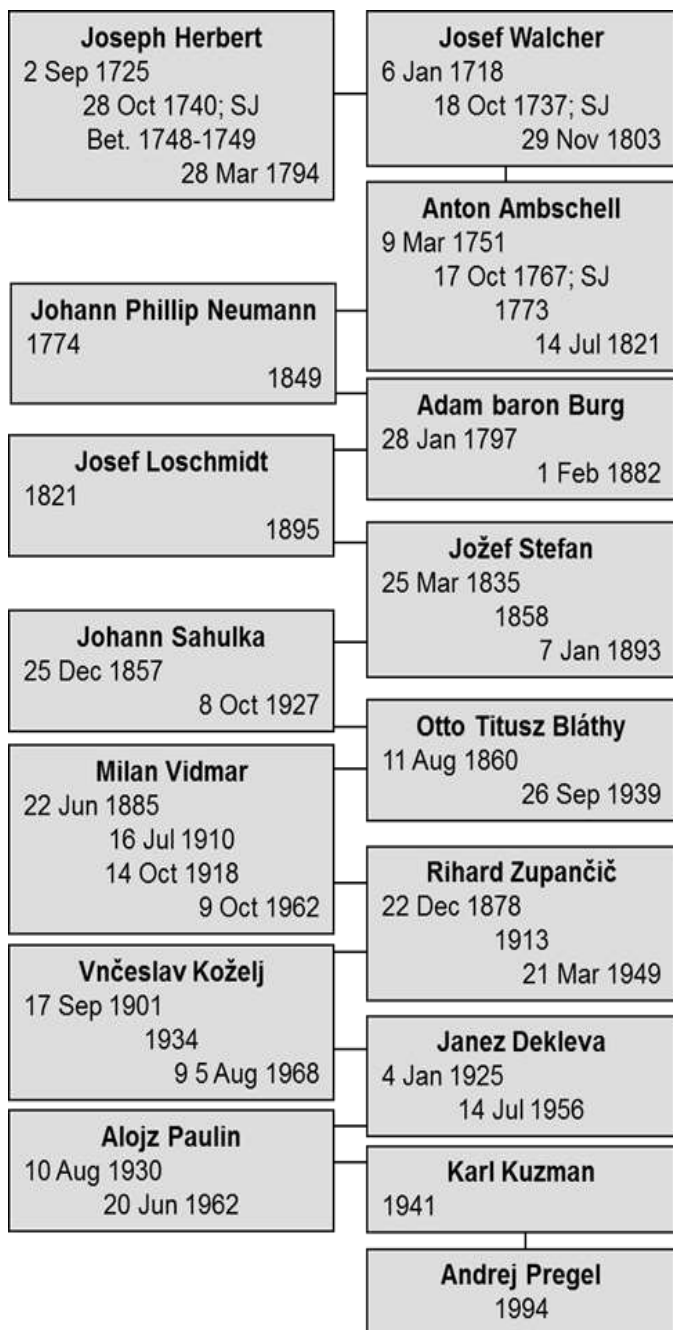 Joseph Herbert
2 Sep 1725
28 Oct 1740; SJ
Bet. 1748-1749
28 Mar 1794
Josef Walcher
6 Jan 1718
18 Oct 1737; SJ
29 Nov 1803
Anton Ambschell
9 Mar 1751
17 Oct 1767; SJ
1773
14 Jul 1821
Johann Phillip Neumann
1774
1849
Adam baron Burg
28 Jan 1797
1 Feb 1882
Josef Loschmidt
1821
1895
Jožef Stefan
25 Mar 1835
1858
7 Jan 1893
Johann Sahulka
25 Dec 1857
8 Oct 1927
Otto Titusz Bláthy
11 Aug 1860
26 Sep 1939
Milan Vidmar
22 Jun 1885
16 Jul 1910
14 Oct 1918
9 Oct 1962
Rihard Zupančič
22 Dec 1878
1913
21 Mar 1949
Vnčeslav Koželj
17 Sep 1901
1934
9 5 Aug 1968
Janez Dekleva
4 Jan 1925
14 Jul 1956
Alojz Paulin
10 Aug 1930
20 Jun 1962
Karl Kuzman
1941
Andrej Pregel
1994